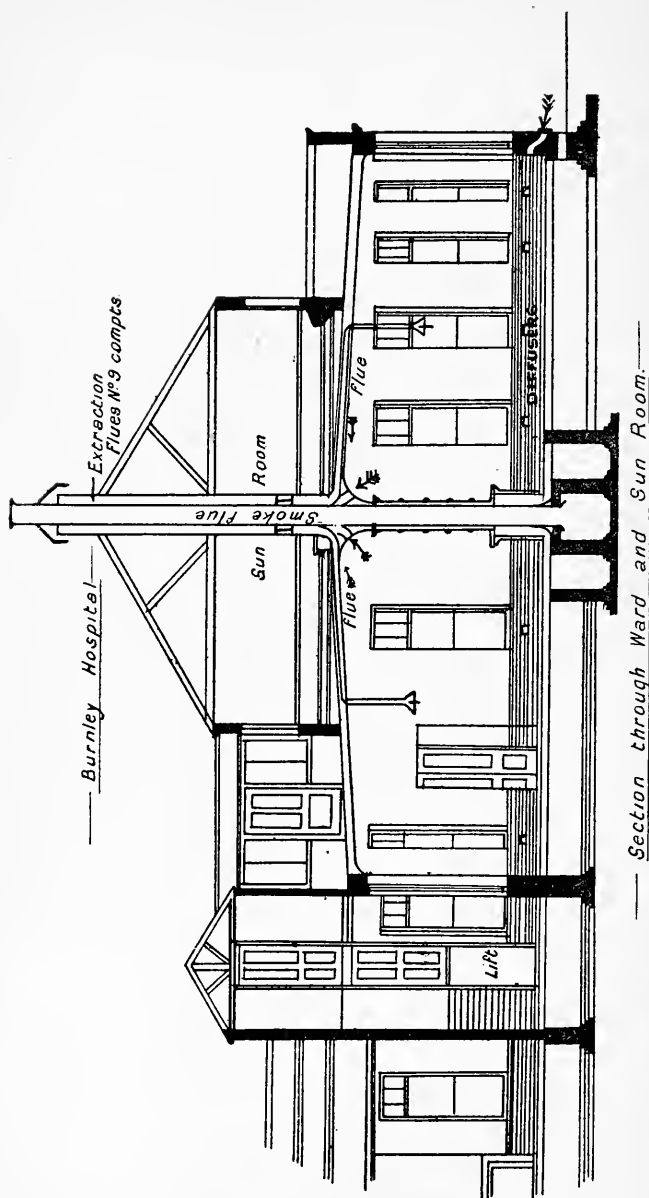 Burnley Hospital
Extraction
Flues Nº 9 compts
Sun Room
Smoke Flue
flue
flue
Lift
DIFFUSERS
Section through Ward and Sun Room.